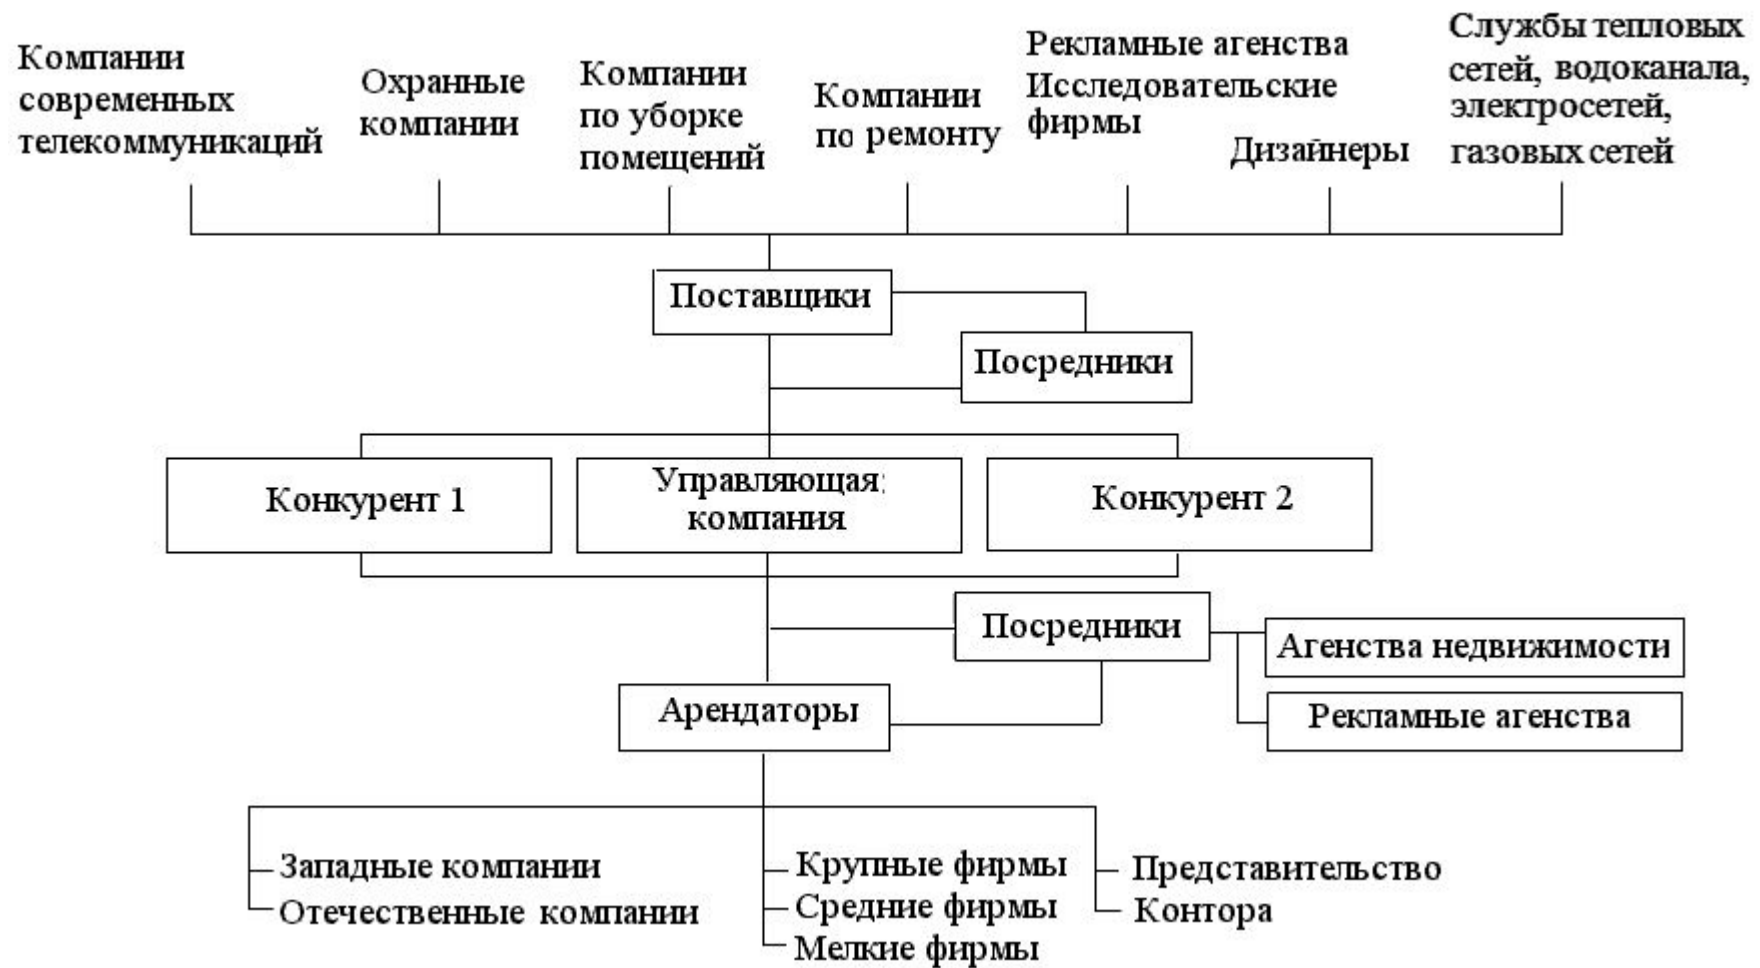 Компании
современных
телекоммуникаций
Охранные
компании
Компании
по уборке
помещений
Компании
по ремонту
Рекламные агенства
Исследовательские
фирмы
Дизайнеры
Службы тепловых
сетей, водоканала,
электросетей,
газовых сетей
Поставщики
Посредники
Конкурент 1
Управляющая
компания
Конкурент 2
Посредники
Агенства недвижимости
Рекламные агенства
Арендаторы
Западные компании
Отечественные компании
Крупные фирмы
Средние фирмы
Мелкие фирмы
Представительство
Контора